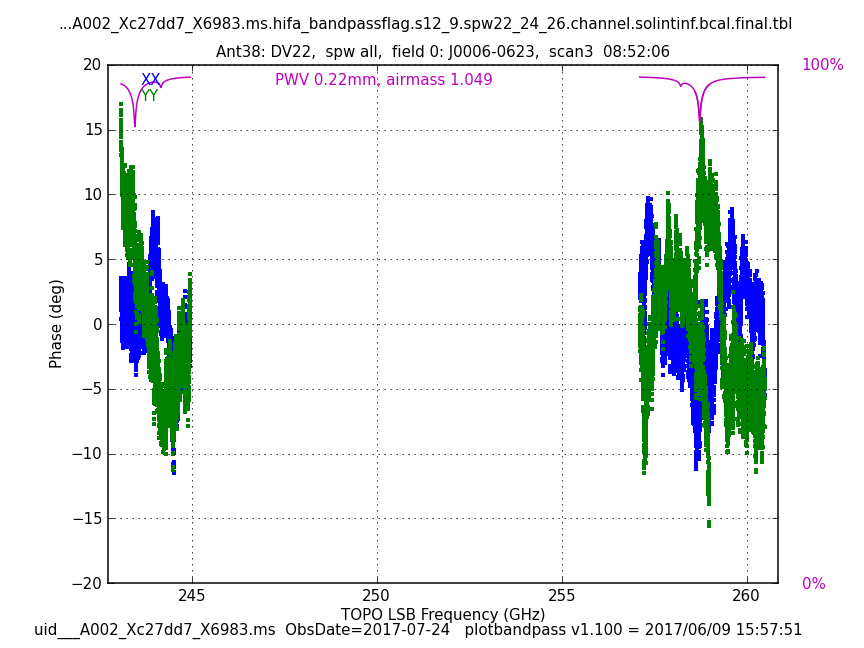 ...A002_Xc27dd7_X6983.ms.hifa_bandpassflag.s12_9.spw22_24_26.channel.solintinf.bcal.final.tbl
Ant38: DV22,  spw all,  field 0: J0006-0623,  scan3  08:52:06
20
15
10
5
0
−5
−10
−15
−20
Phase (deg)
XX
YY
PWV 0.22mm, airmass 1.049
100%
0%
245
250
255
260
TOPO LSB Frequency (GHz)
uid___A002_Xc27dd7_X6983.ms  ObsDate=2017-07-24   plotbandpass v1.100 = 2017/06/09 15:57:51